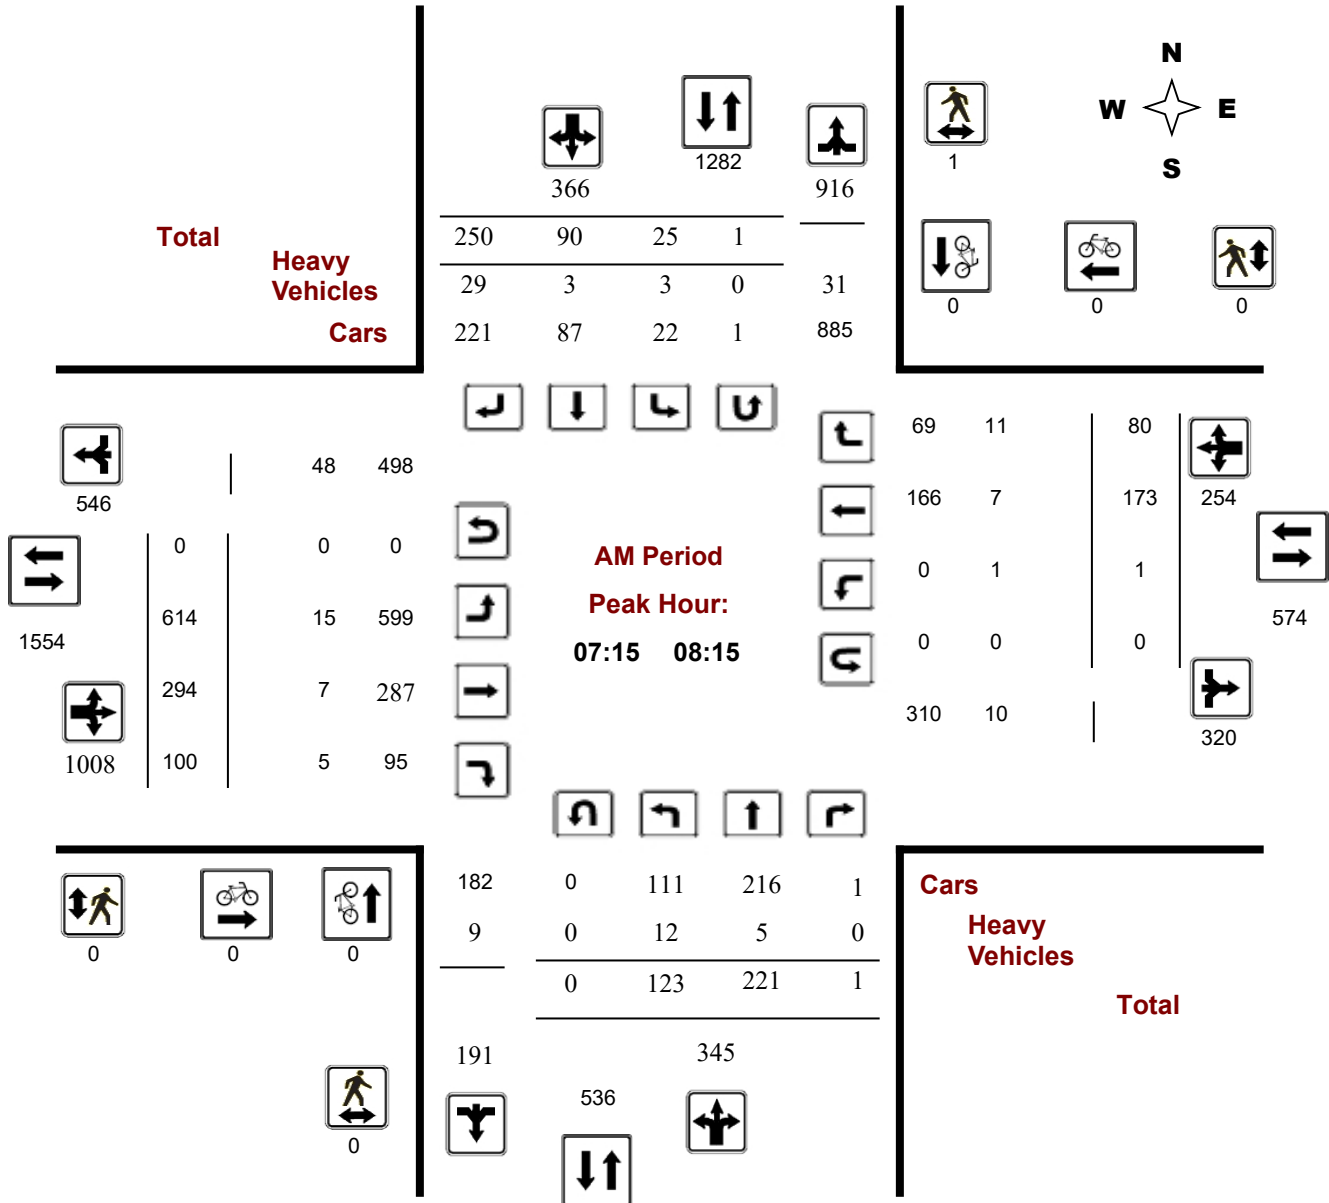 N
W E
S
1282
1
366 916
Total 250 90 25 1
Heavy
Vehicles 29 3 3 0 31
Cars 221 87 22 1 885
0 0 0
69 11 80
48 498
546
166 7 173 254
0 0 0
AM Period
0 1 1
Peak Hour:
614 15 599
574
1554
07:15 08:15
0 0 0
294 7 287
310 10
320
1008 100 5 95
182 0 111 216 1 Cars
9 0 12 5 0 Heavy
Vehicles
0 0 0
0 123 221 1
Total
191 345
536
0